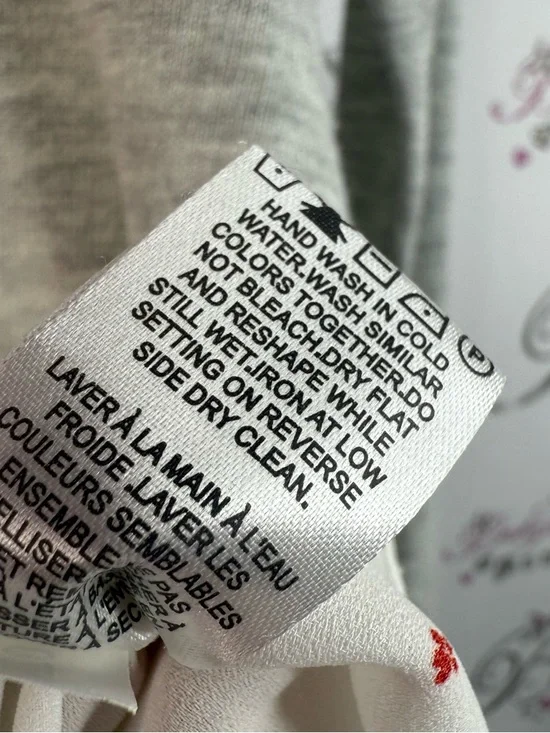 HAND WASH IN COLD
WATER.WASH SIMILAR
COLORS TOGETHER.DO
NOT BLEACH.DRY FLAT
AND RESHAPE WHILE
STILL WET.IRON AT LOW
SETTING ON REVERSE
SIDE DRY CLEAN.
LAVER À LA MAIN À L'EAU
FROIDE .LAVER LES
COULEURS SEMBLABLES
ENSEMBLE
PAS